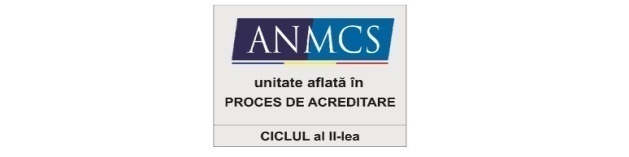 ANMCS
unitate aflată în
PROCES DE ACREDITARE
CICLUL al II-lea